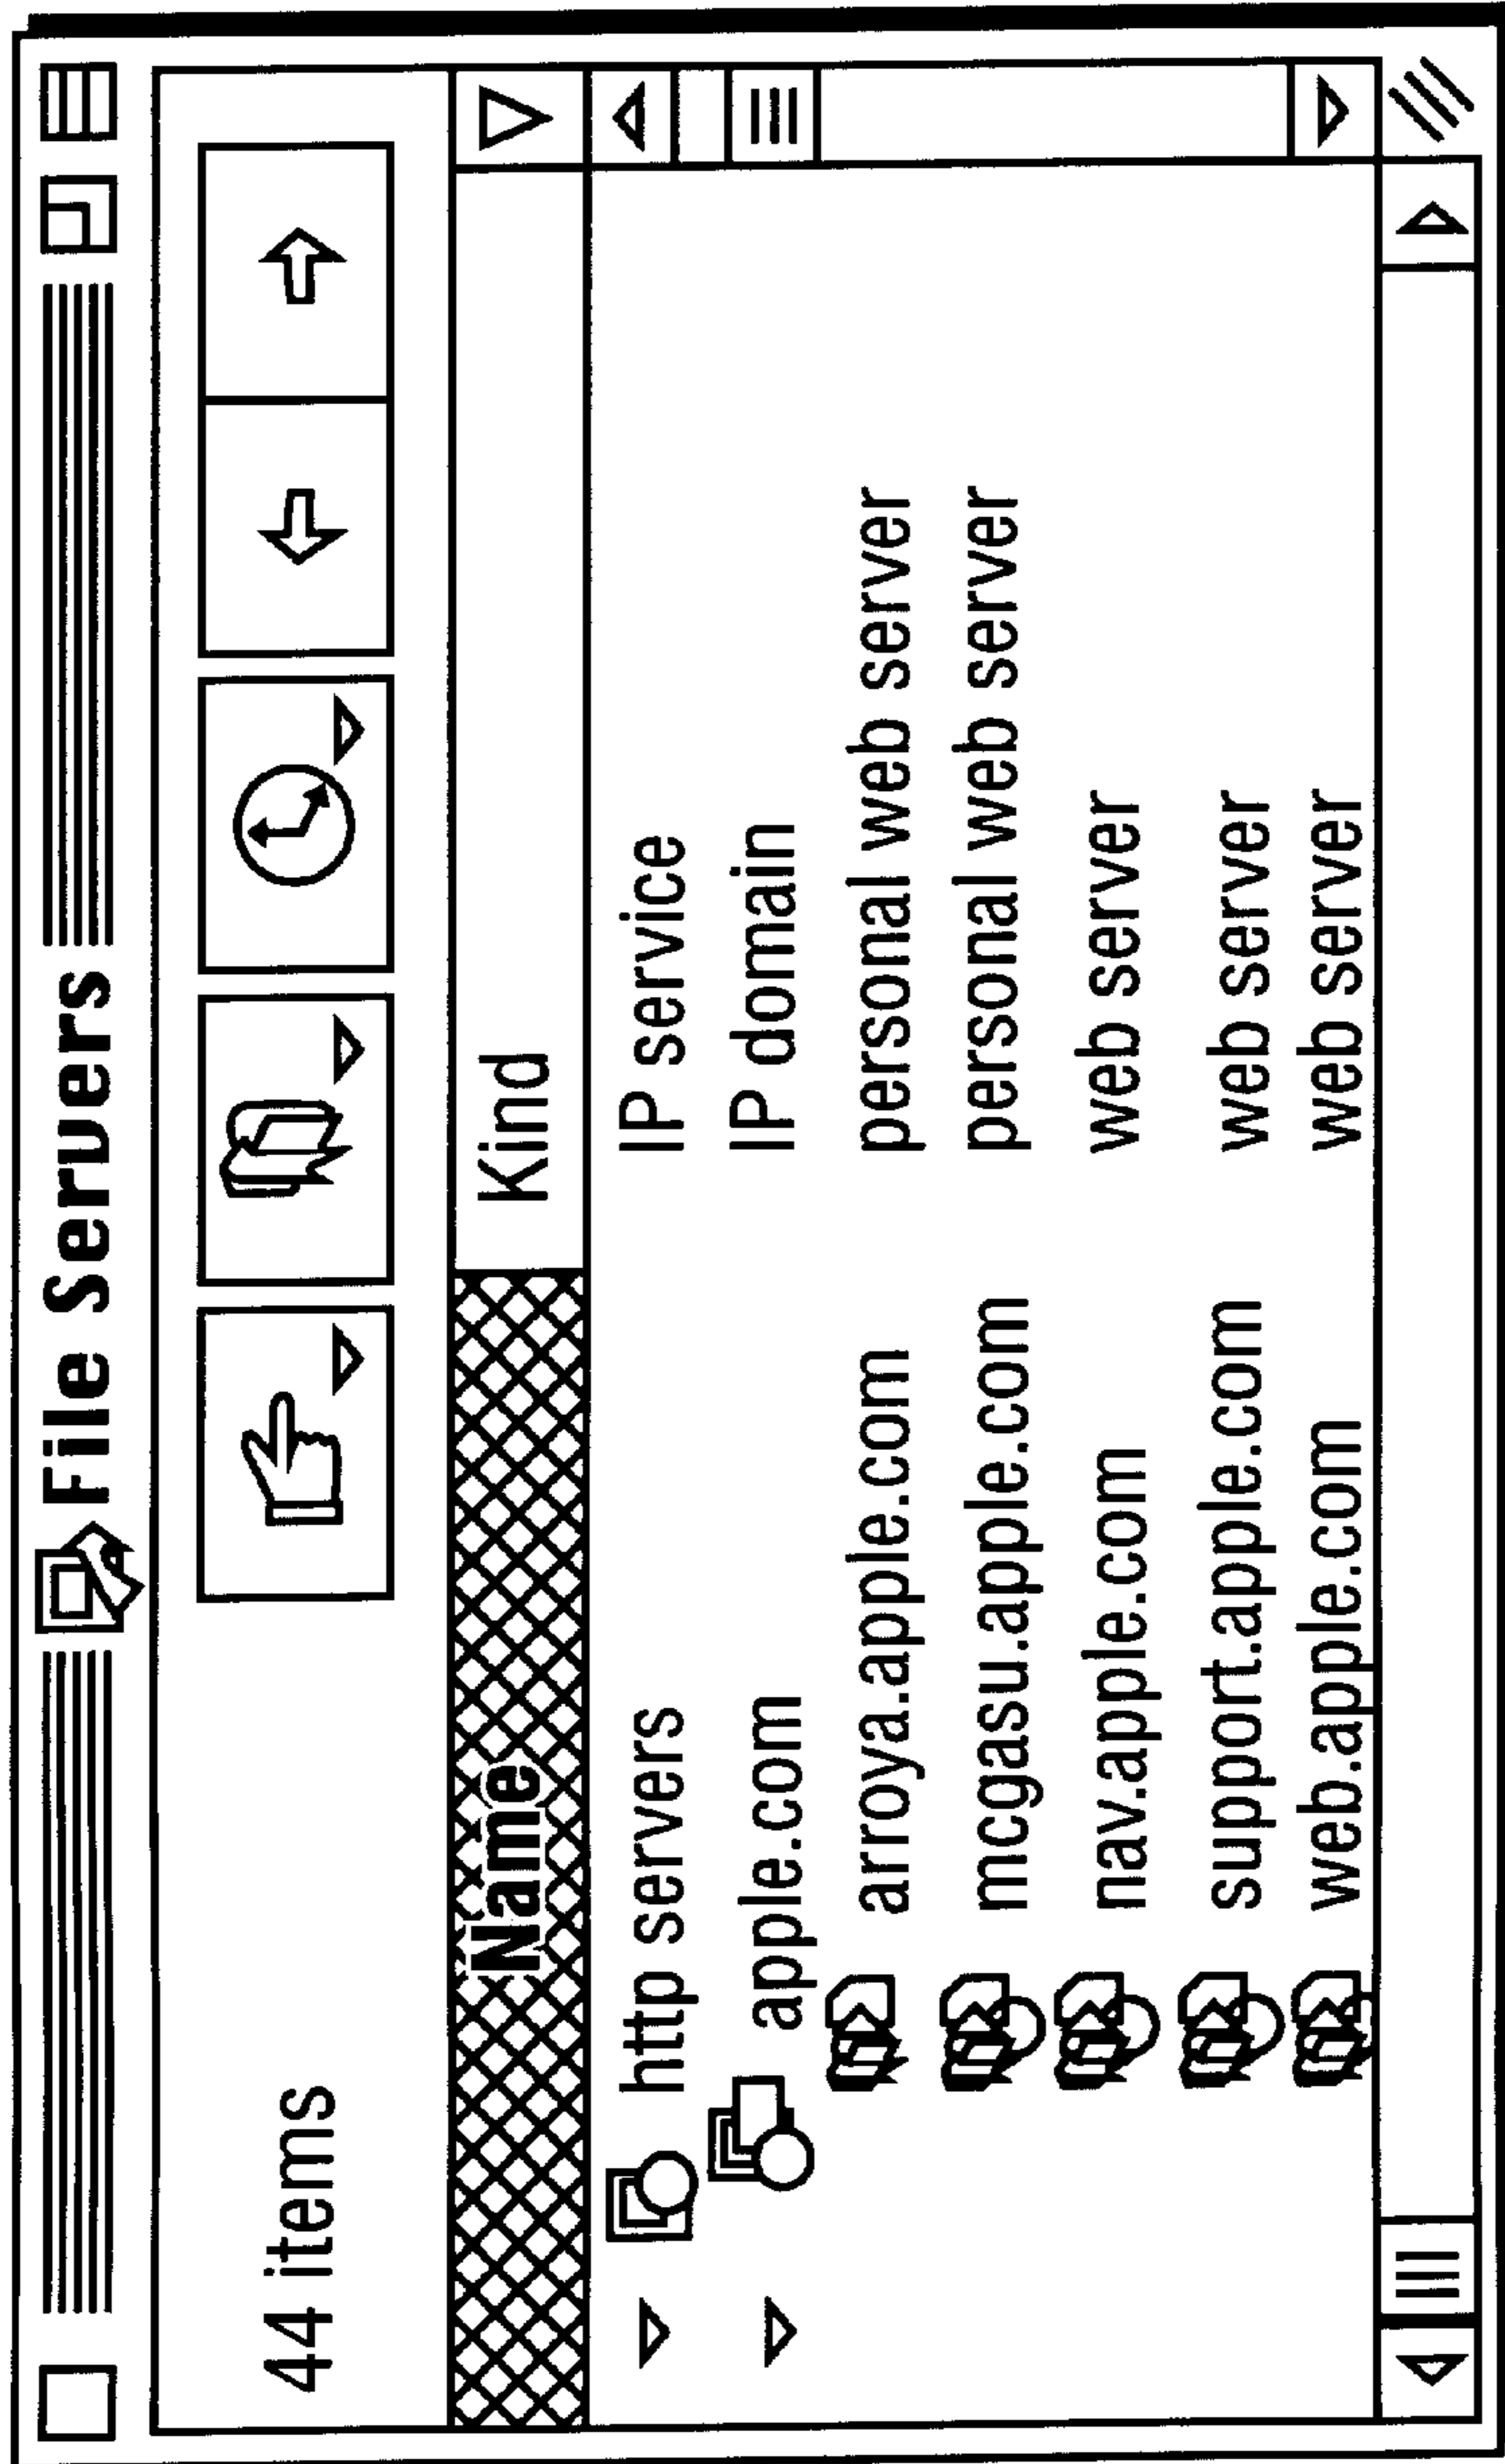 File Servers
44 items
Name Kind
http servers IP service
apple.com IP domain
arroya.apple.com personal web server
mcgasu.apple.com personal web server
nav.apple.com web server
support.apple.com web server
web.apple.com web server